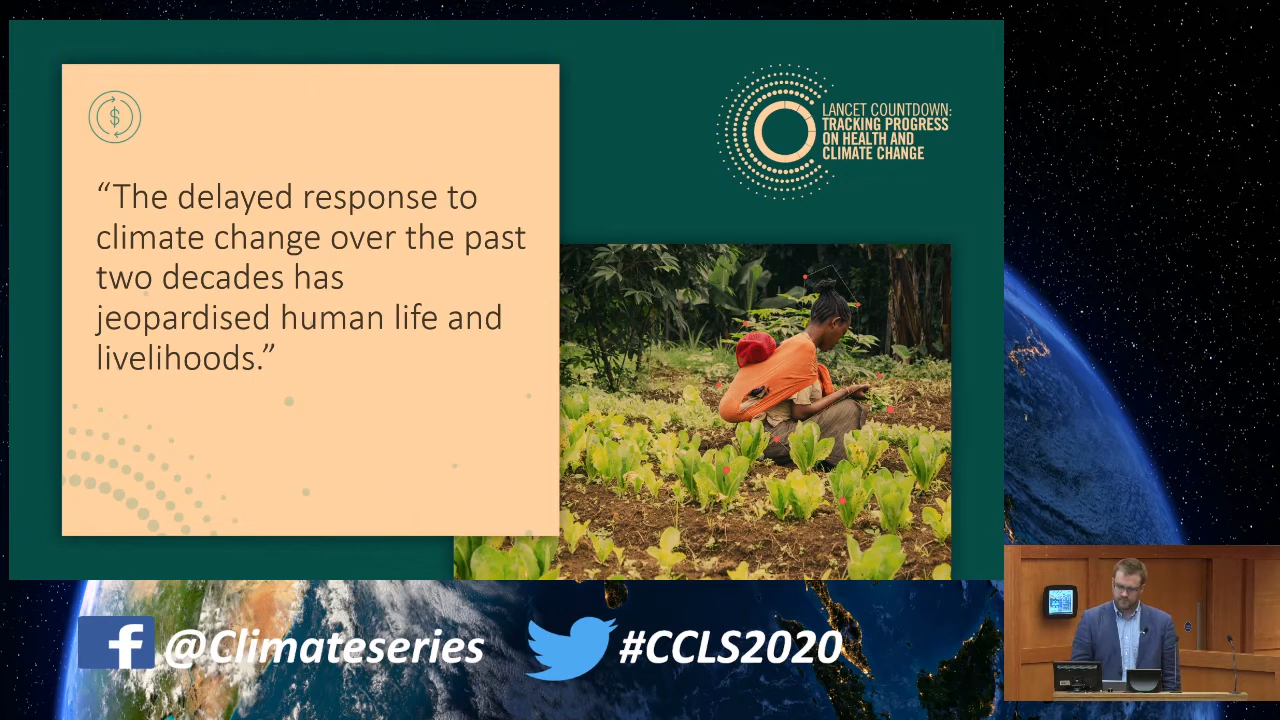 $
“The delayed response to
climate change over the past
two decades has
jeopardised human life and
livelihoods.”
LANCET COUNTDOWN:
TRACKING PROGRESS
ON HEALTH AND
CLIMATE CHANGE
f @Climateseries
#CCLS2020